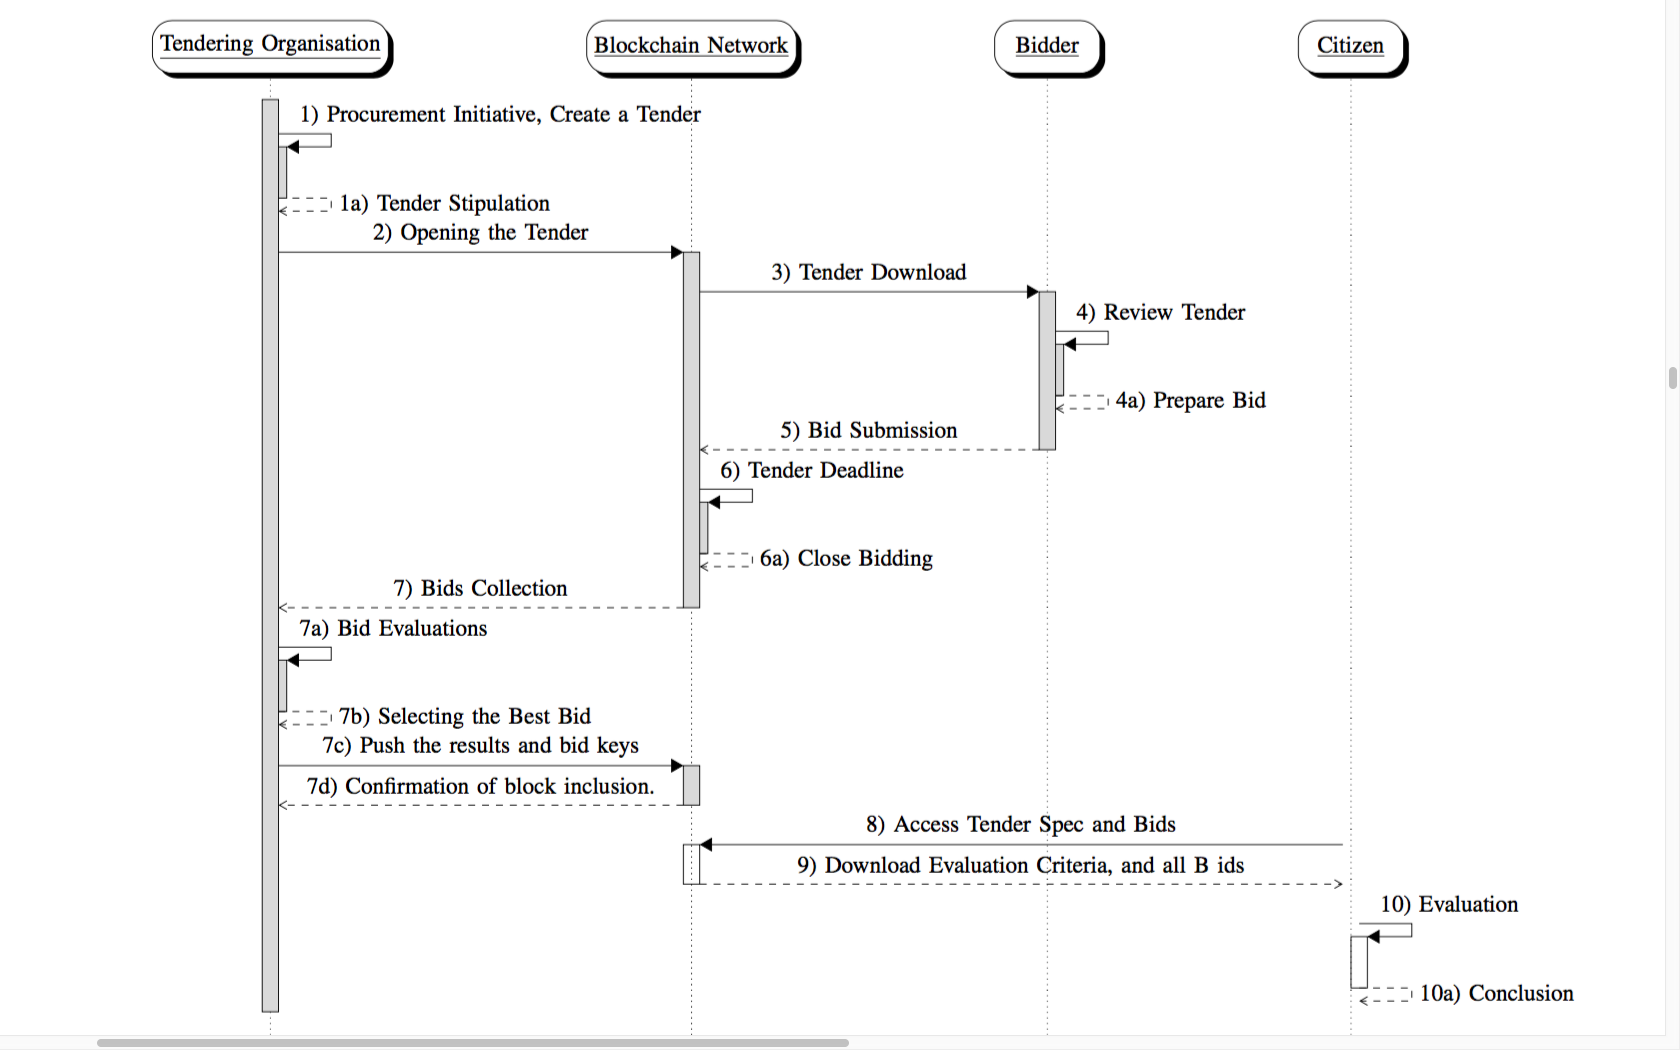 Tendering Organisation
Blockchain Network
Bidder
Citizen
1) Procurement Initiative, Create a Tender
1a) Tender Stipulation
2) Opening the Tender
3) Tender Download
4) Review Tender
4a) Prepare Bid
5) Bid Submission
6) Tender Deadline
6a) Close Bidding
7) Bids Collection
7a) Bid Evaluations
7b) Selecting the Best Bid
7c) Push the results and bid keys
7d) Confirmation of block inclusion.
8) Access Tender Spec and Bids
9) Download Evaluation Criteria, and all B ids
10) Evaluation
10a) Conclusion